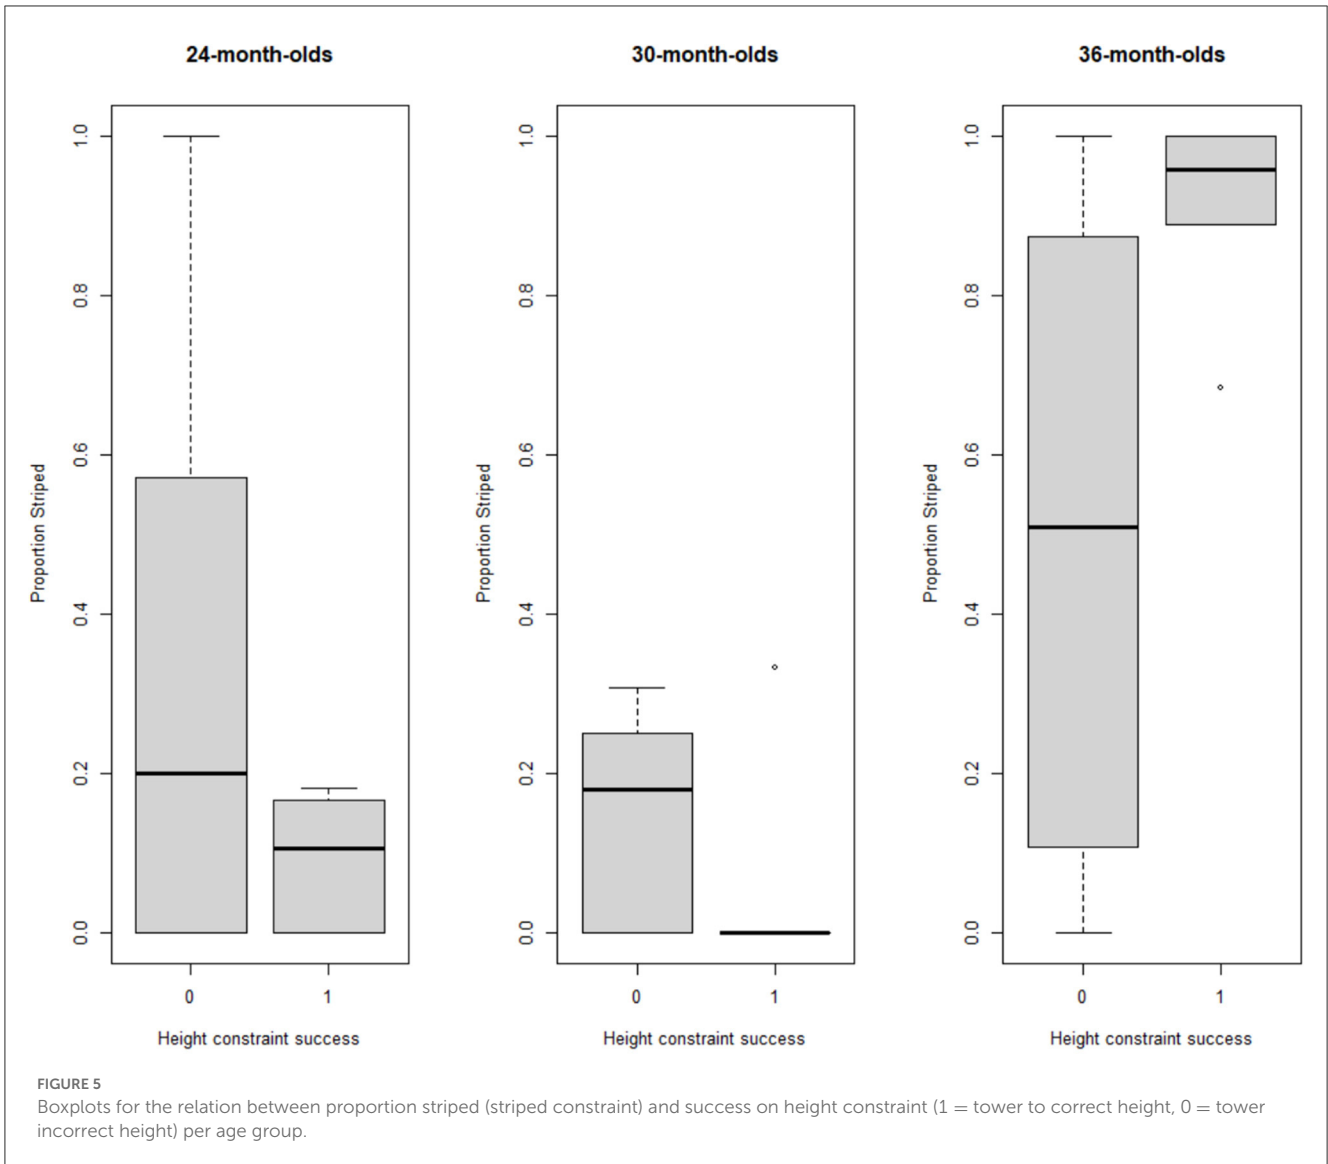 24-month-olds
30-month-olds
36-month-olds
1.0
0.8
0.6
0.4
0.2
0.0
Proportion Striped
0
1
Height constraint success
1.0
0.8
0.6
0.4
0.2
0.0
Proportion Striped
0
1
Height constraint success
1.0
0.8
0.6
0.4
0.2
0.0
Proportion Striped
0
1
Height constraint success
FIGURE 5
Boxplots for the relation between proportion striped (striped constraint) and success on height constraint (1 = tower to correct height, 0 = tower
incorrect height) per age group.